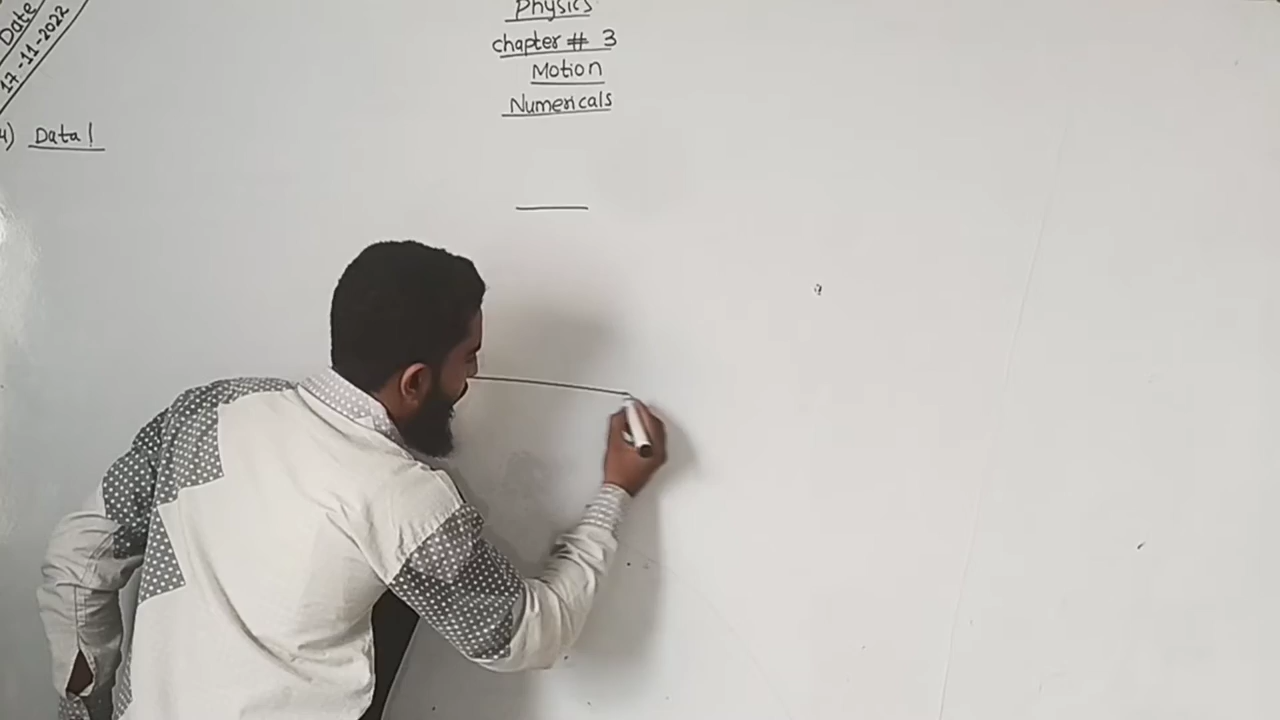 Date
17-11-2022
Physics
chapter # 3
Motion
Numericals
4) Data!